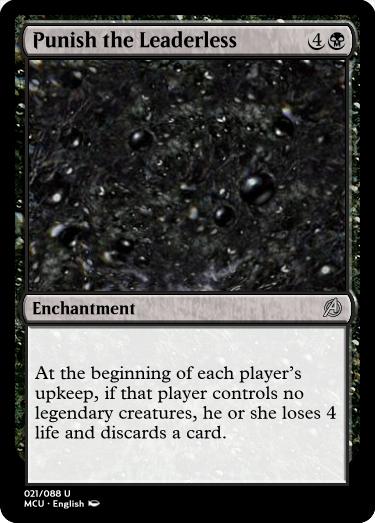 Punish the Leaderless 4
Enchantment
At the beginning of each player's
upkeep, if that player controls no
legendary creatures, he or she loses 4
life and discards a card.
021/088 U
MCU • English